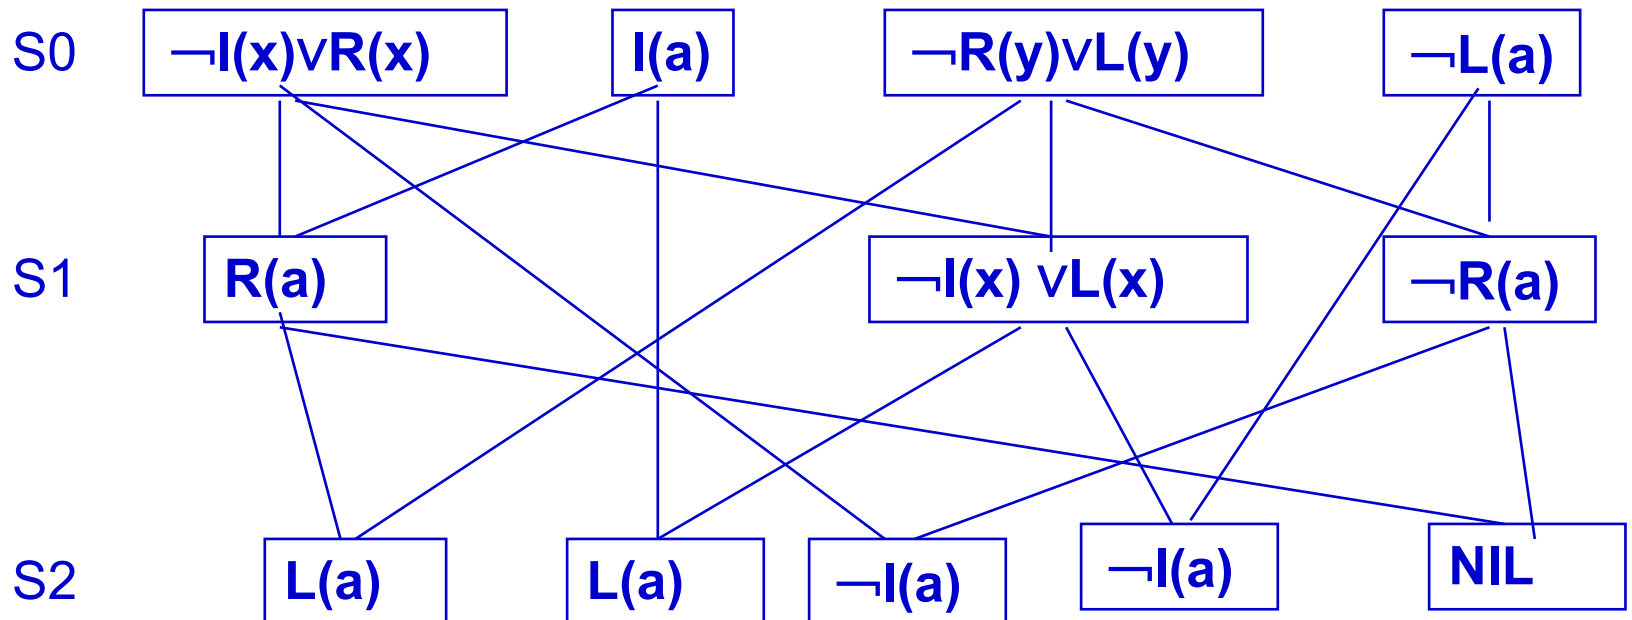 S0 ¬I(x)∨R(x) I(a) ¬R(y)∨L(y) ¬L(a)
S1 R(a) ¬I(x) ∨L(x) ¬R(a)
S2 L(a) L(a) ¬I(a) ¬I(a) NIL